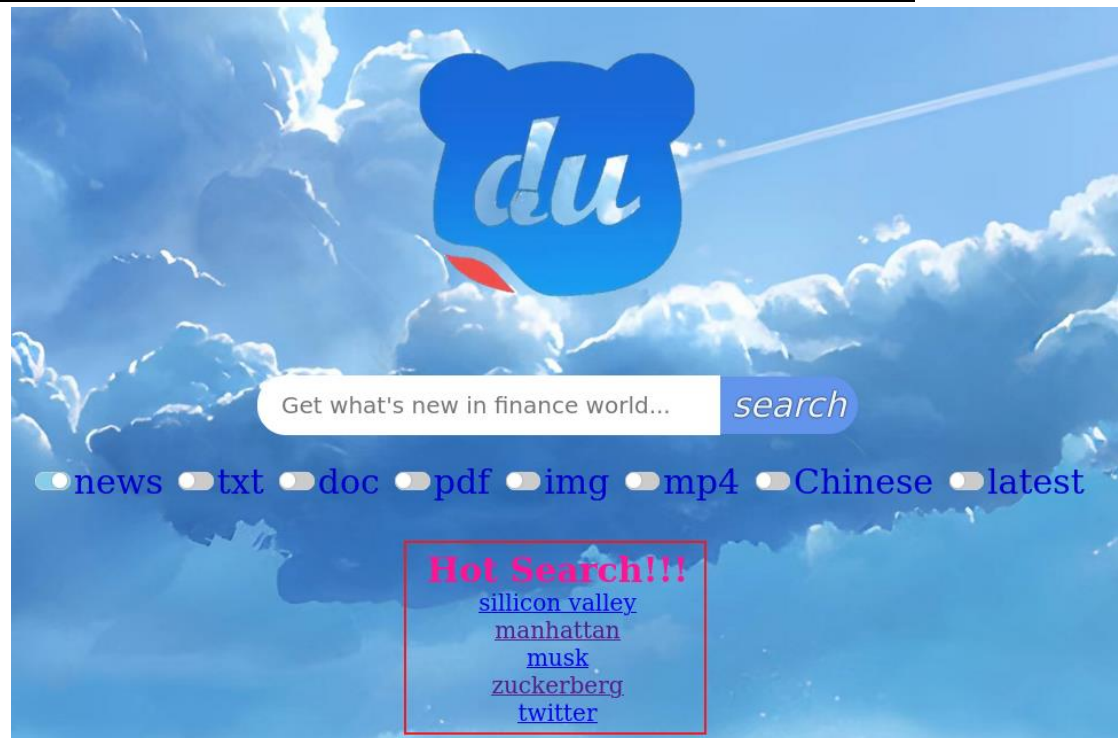 du
Get what's new in finance world...
search
news txt doc pdf img mp4 Chinese latest
Hot Search!!!
sillicon valley
manhattan
musk
zuckerberg
twitter